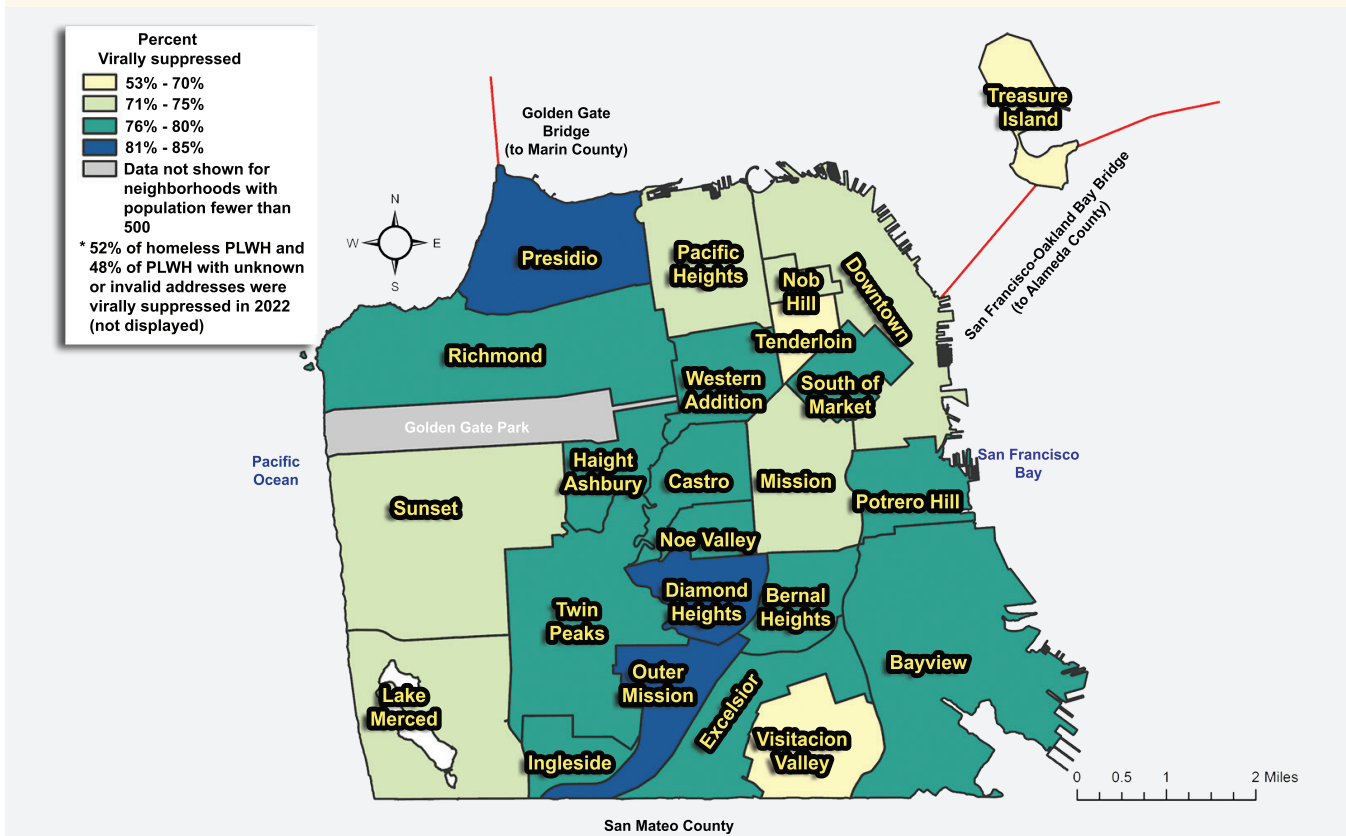 Percent
Virally suppressed
53% - 70%
71% - 75%
76% - 80%
81% - 85%
Data not shown for
neighborhoods with
population fewer than
500
* 52% of homeless PLWH and
48% of PLWH with unknown
or invalid addresses were
virally suppressed in 2022
(not displayed)
Golden Gate
Bridge
(to Marin County)
Treasure
Island
San Francisco-Oakland Bay Bridge
(to Alameda County)
N
W
E
S
Presidio
Pacific
Heights
Nob
Hill
Downtown
Richmond
Tenderloin
Western
Addition
South of
Market
Golden Gate Park
Pacific
Ocean
San Francisco
Bay
Haight
Ashbury
Castro
Mission
Potrero Hill
Sunset
Noe Valley
Diamond
Heights
Bernal
Heights
Twin
Peaks
Bayview
Outer
Mission
Lake
Merced
Excelsior
Visitacion
Valley
Ingleside
0 0.5 1 2 Miles
San Mateo County